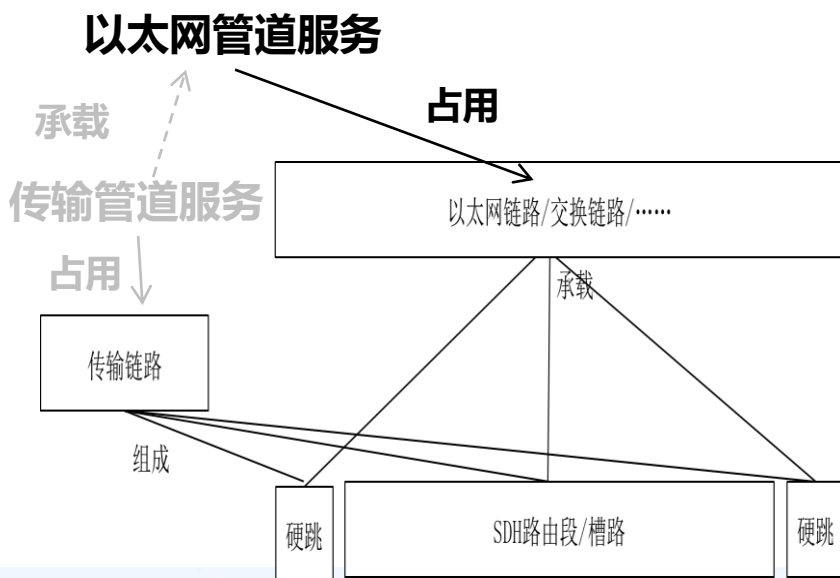 以太网管道服务
占用
承载
传输管道服务
以太网链路/交换链路/……
占用
承载
传输链路
组成
硬跳
SDH路由段/槽路
硬跳